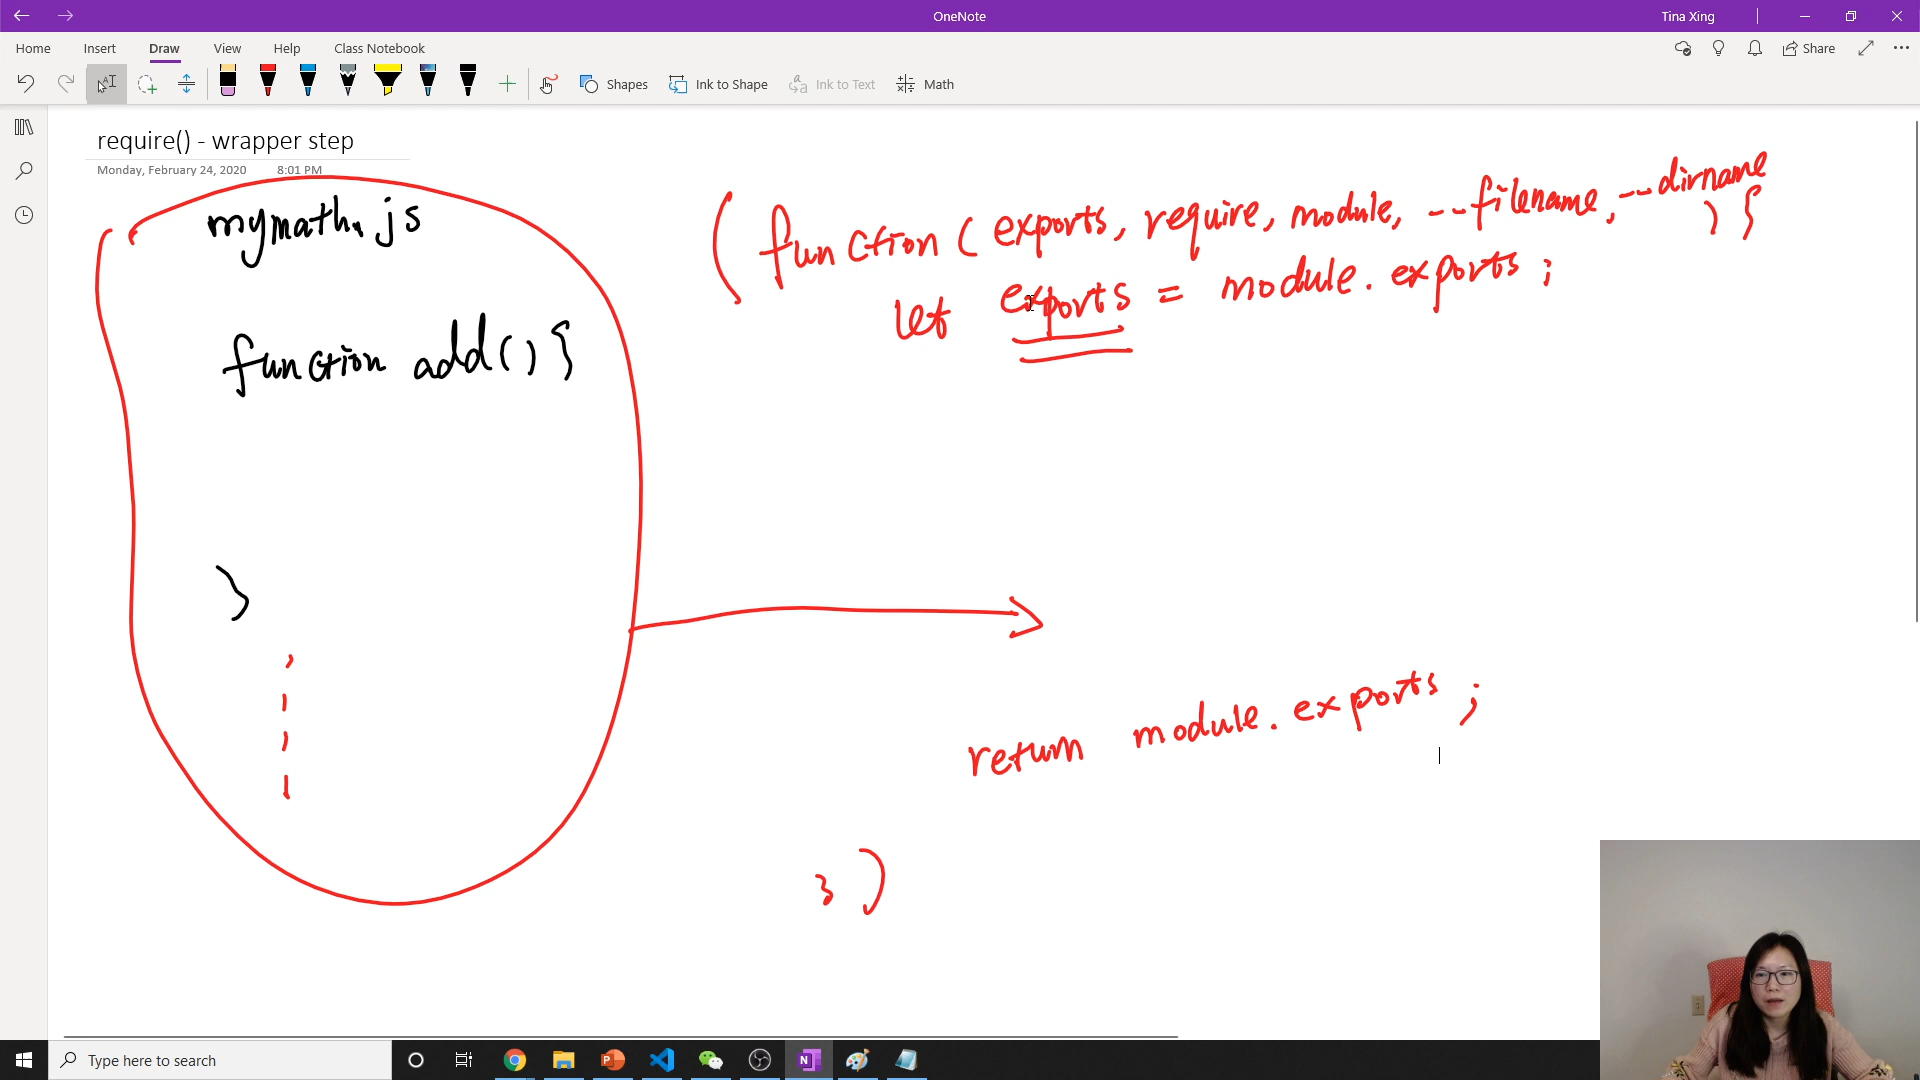 OneNote
Tina Xing
Home Insert Draw View Help Class Notebook
Share
Shapes Ink to Shape Ink to Text Math
require() - wrapper step
Monday, February 24, 2020 8:01 PM
mymath.js
function add() {
}
(function (exports, require, module, --filename, --dirname
) {
let exports = module.exports ;
return module.exports ;
} )
Type here to search